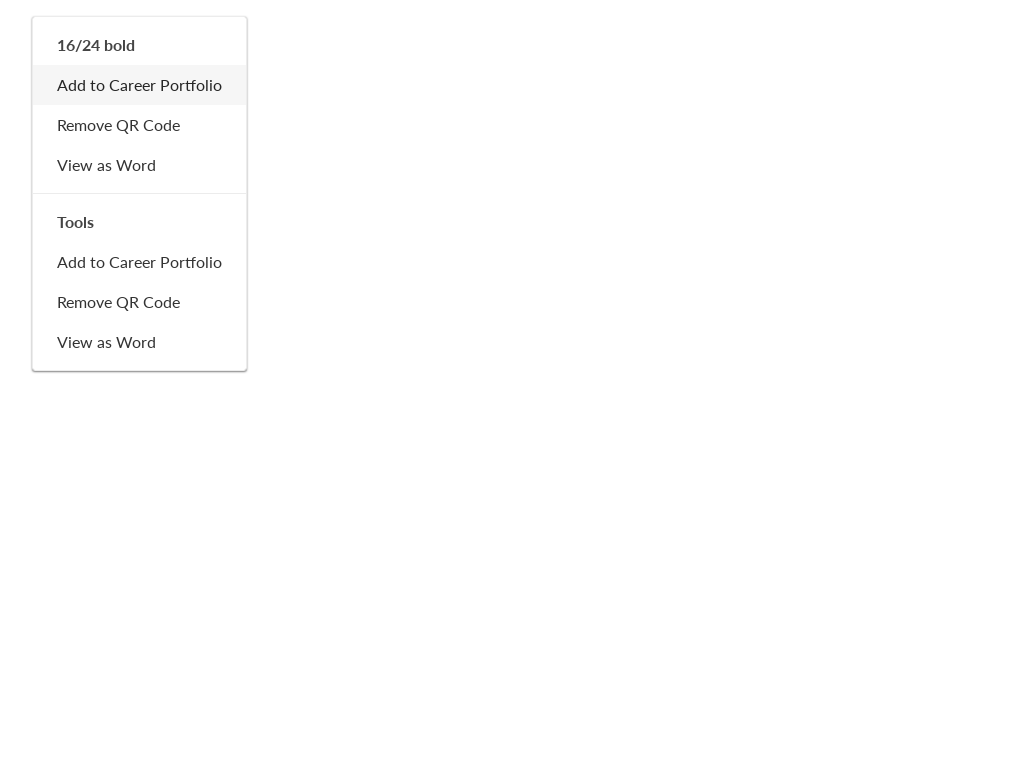 16/24 bold
Add to Career Portfolio
Remove QR Code
View as Word
Tools
Add to Career Portfolio
Remove QR Code
View as Word